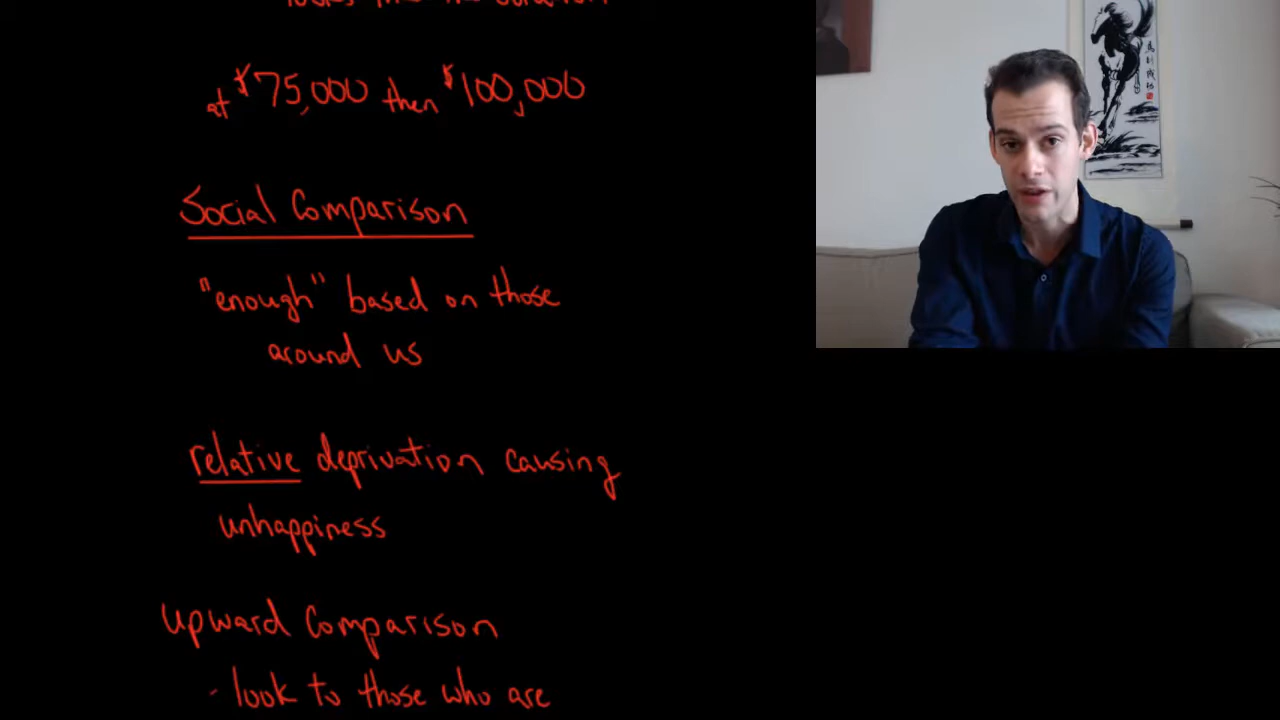 at $75,000 then $100,000
Social Comparison
"enough" based on those
around us
relative deprivation causing
unhappiness
Upward Comparison
- look to those who are